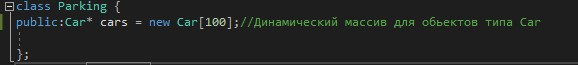 class Parking {
public:Car* cars = new Car[100];//Динамический массив для обьектов типа Car
};